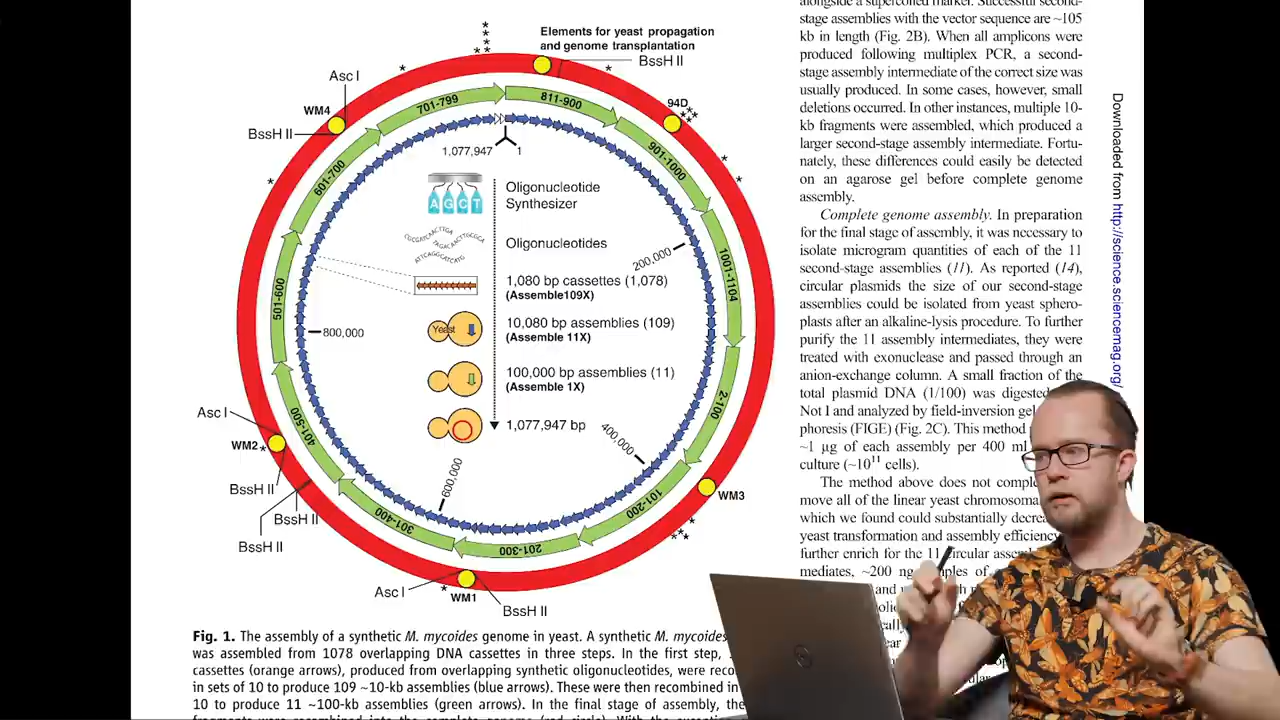 Elements for yeast propagation
and genome transplantation
BssH II
Asc I
WM4
BssH II
94D
701-799
811-900
601-700
901-1000
1,077,947
1
Oligonucleotide
Synthesizer
A G C T
Oligonucleotides
CGCGATCAACTTGA
TAGACAACTTGCGCA
ATTCAGGCATCATG
200,000
1001-1104
1,080 bp cassettes (1,078)
(Assemble109X)
501-600
800,000
Yeast
10,080 bp assemblies (109)
(Assemble 11X)
100,000 bp assemblies (11)
(Assemble 1X)
2-100
1,077,947 bp
Asc I
WM2
401-500
400,000
BssH II
600,000
101-200
WM3
BssH II
301-400
BssH II
201-300
Asc I
WM1
BssH II
Fig. 1. The assembly of a synthetic M. mycoides genome in yeast. A synthetic M. mycoides
was assembled from 1078 overlapping DNA cassettes in three steps. In the first step,
cassettes (orange arrows), produced from overlapping synthetic oligonucleotides, were
in sets of 10 to produce 109 ~10-kb assemblies (blue arrows). These were then recombined in
10 to produce 11 ~100-kb assemblies (green arrows). In the final stage of assembly, the
fragments were recombined into the complete genome (red circle). With the
alongside a supercoiled marker. Successful second-
stage assemblies with the vector sequence are ~105
kb in length (Fig. 2B). When all amplicons were
produced following multiplex PCR, a second-
stage assembly intermediate of the correct size was
usually produced. In some cases, however, small
deletions occurred. In other instances, multiple 10-
kb fragments were assembled, which produced a
larger second-stage assembly intermediate. Fortu-
nately, these differences could easily be detected
on an agarose gel before complete genome
assembly.
Complete genome assembly. In preparation
for the final stage of assembly, it was necessary to
isolate microgram quantities of each of the 11
second-stage assemblies (11). As reported (14),
circular plasmids the size of our second-stage
assemblies could be isolated from yeast sphero-
plasts after an alkaline-lysis procedure. To further
purify the 11 assembly intermediates, they were
treated with exonuclease and passed through an
anion-exchange column. A small fraction of the
total plasmid DNA (1/100) was digested
Not I and analyzed by field-inversion gel
phoresis (FIGE) (Fig. 2C). This method
~1 µg of each assembly per 400 ml
culture (~10¹¹ cells).
The method above does not
move all of the linear yeast
which we found could substantially
yeast transformation and assembly efficiency
further enrich for the 11 circular
mediates, ~200 ng
and
Downloaded from http://science.sciencemag.org/